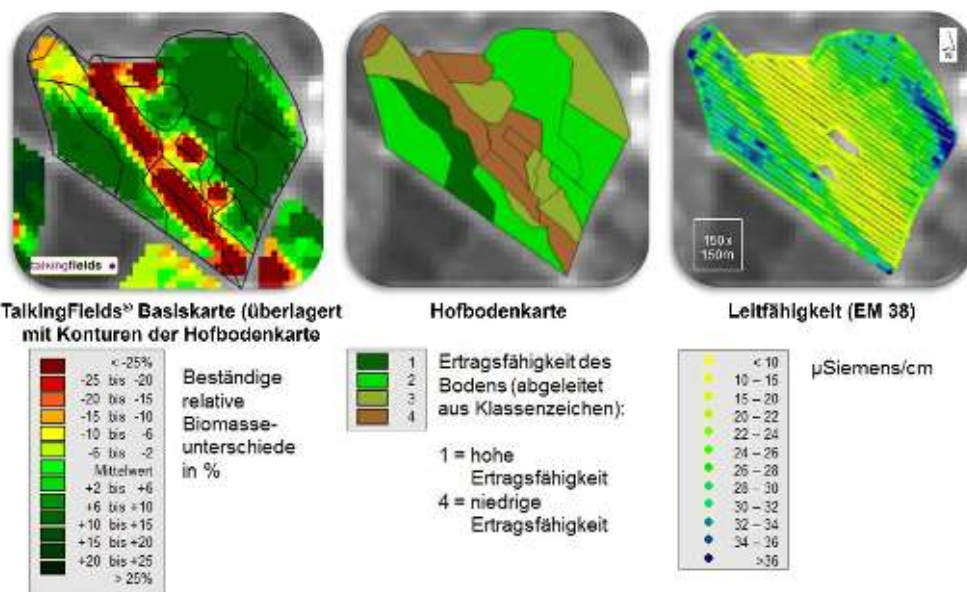 150 x
150m
talkingfields
TalkingFields® Basiskarte (überlagert
mit Konturen der Hofbodenkarte
Hofbodenkarte
Leitfähigkeit (EM 38)
< -25%
-25 bis -20
-20 bis -15
-15 bis -10
-10 bis -6
-6 bis -2
Mittelwert
+2 bis +6
+6 bis +10
+10 bis +15
+15 bis +20
+20 bis +25
> 25%
Beständige
relative
Biomasse-
unterschiede
in %
1
2
3
4
Ertragsfähigkeit des
Bodens (abgeleitet
aus Klassenzeichen):
1 = hohe
Ertragsfähigkeit
4 = niedrige
Ertragsfähigkeit
< 10
10 – 15
15 – 20
20 – 22
22 – 24
24 – 26
26 – 28
28 – 30
30 – 32
32 – 34
34 – 36
>36
µSiemens/cm